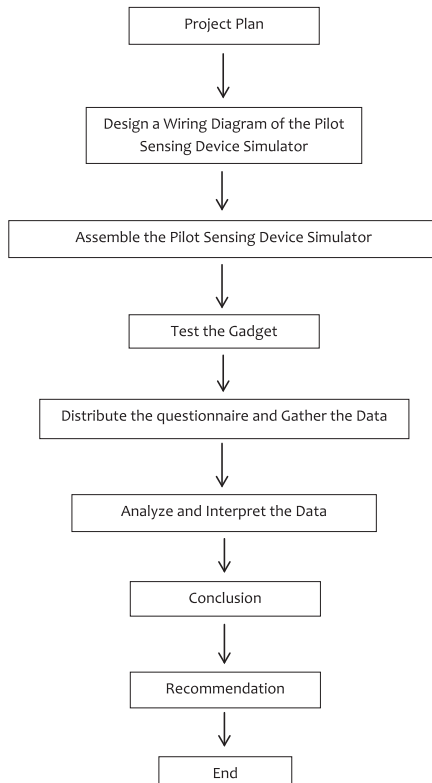 Project Plan
Design a Wiring Diagram of the Pilot
Sensing Device Simulator
Assemble the Pilot Sensing Device Simulator
Test the Gadget
Distribute the questionnaire and Gather the Data
Analyze and Interpret the Data
Conclusion
Recommendation
End